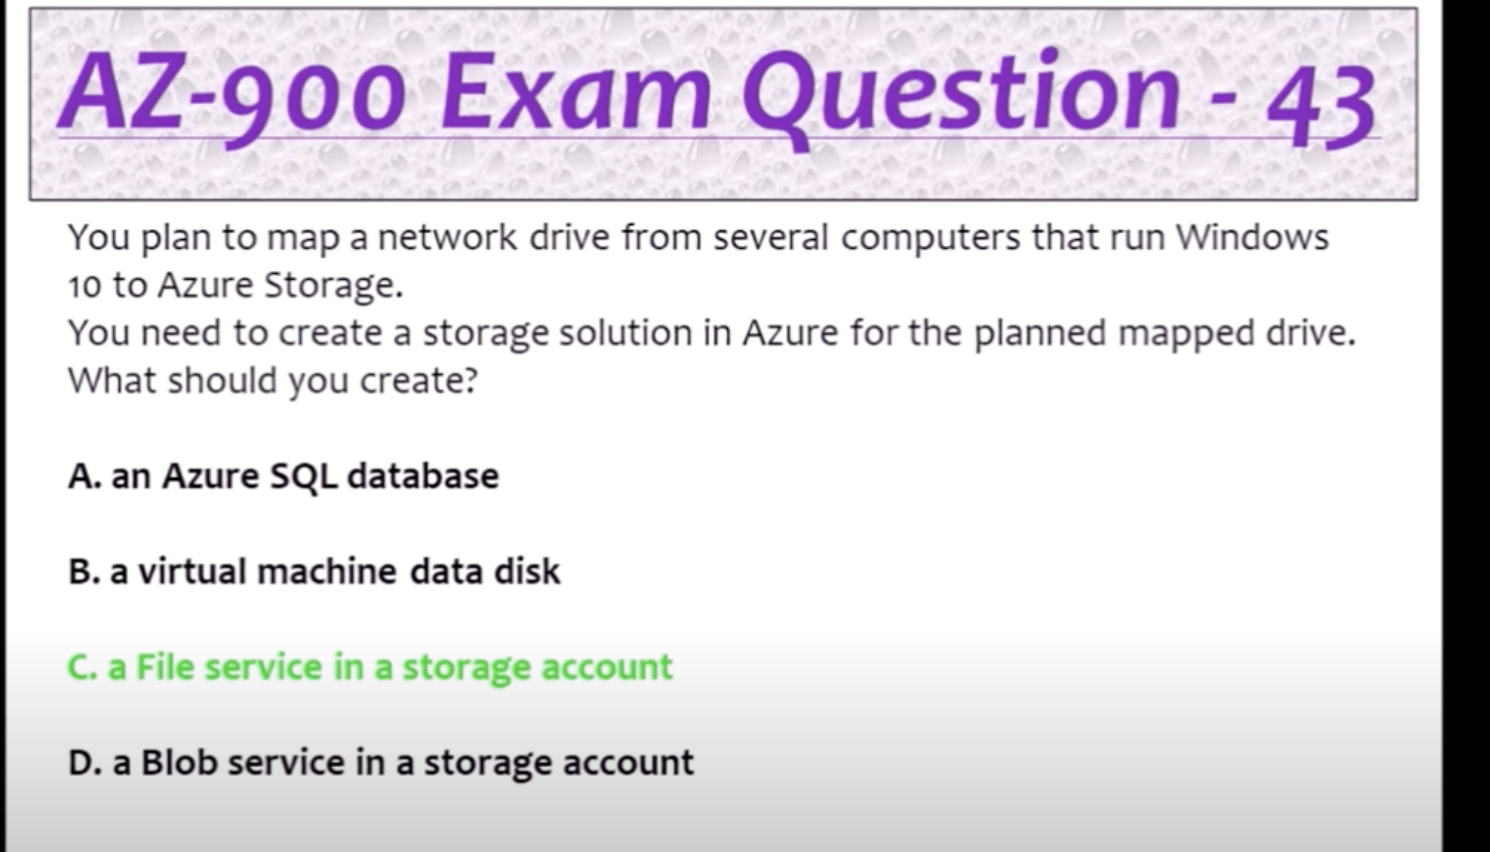 AZ-900 Exam Question - 43
You plan to map a network drive from several computers that run Windows
10 to Azure Storage.
You need to create a storage solution in Azure for the planned mapped drive.
What should you create?
A. an Azure SQL database
B. a virtual machine data disk
C. a File service in a storage account
D. a Blob service in a storage account